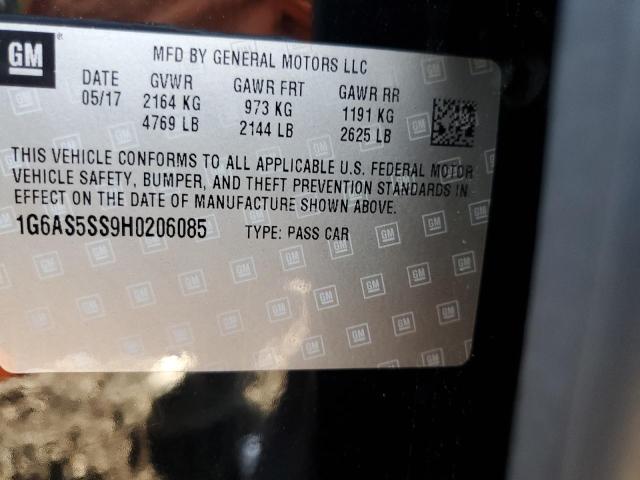 GM
MFD BY GENERAL MOTORS LLC
DATE GVWR GAWR FRT GAWR RR
05/17 2164 KG 973 KG 1191 KG
4769 LB 2144 LB 2625 LB
THIS VEHICLE CONFORMS TO ALL APPLICABLE U.S. FEDERAL MOTOR
VEHICLE SAFETY, BUMPER, AND THEFT PREVENTION STANDARDS IN
EFFECT ON THE DATE OF MANUFACTURE SHOWN ABOVE.
1G6AS5SS9H0206085 TYPE: PASS CAR